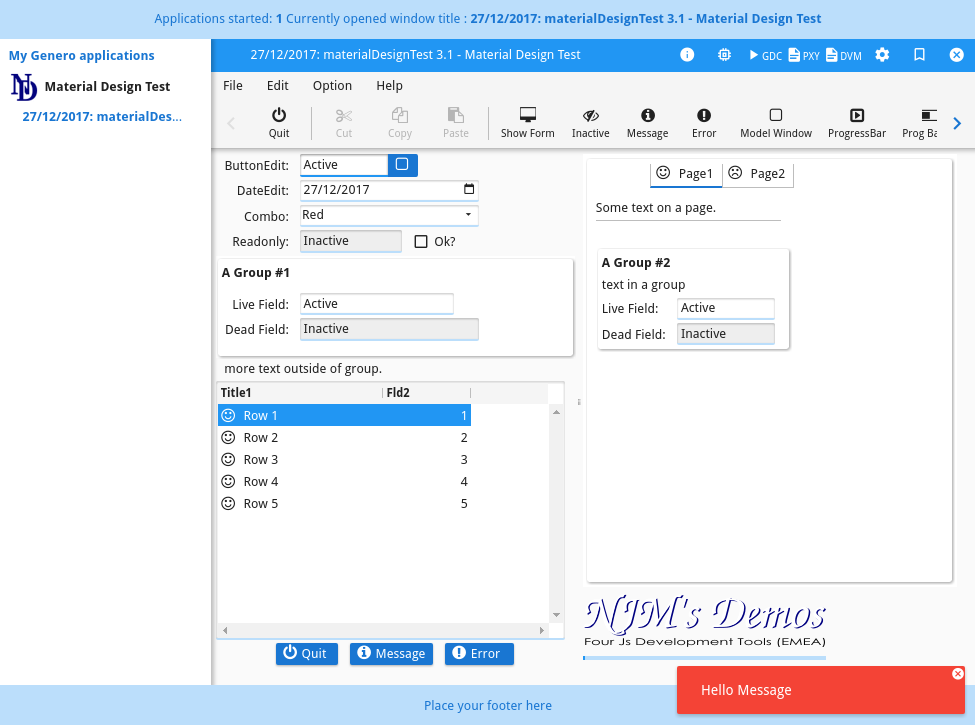 Applications started: 1 Currently opened window title : 27/12/2017: materialDesignTest 3.1 - Material Design Test
My Genero applications
Material Design Test
27/12/2017: materialDes...
27/12/2017: materialDesignTest 3.1 - Material Design Test
GDC PXY DVM
File Edit Option Help
Quit Cut Copy Paste Show Form Inactive Message Error Model Window ProgressBar Prog Ba
ButtonEdit: Active
DateEdit: 27/12/2017
Combo: Red
Readonly: Inactive Ok?
A Group #1
Live Field: Active
Dead Field: Inactive
more text outside of group.
Title1 Fld2
Row 1 1
Row 2 2
Row 3 3
Row 4 4
Row 5 5
Quit Message Error
Page1 Page2
Some text on a page.
A Group #2
text in a group
Live Field: Active
Dead Field: Inactive
NJM's Demos
Four Js Development Tools (EMEA)
Hello Message
Place your footer here